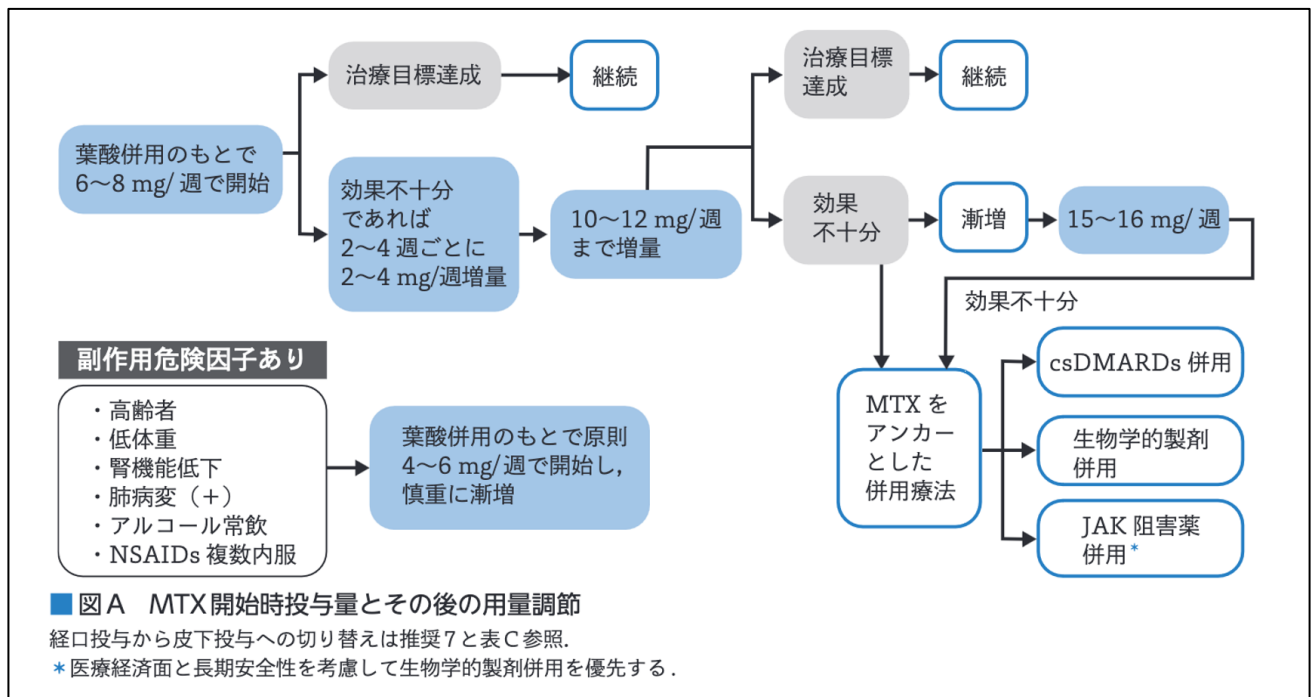 葉酸併用のもとで
6〜8 mg/週で開始
治療目標達成
継続
効果不十分
であれば
2〜4週ごとに
2〜4 mg/週増量
10〜12 mg/週
まで増量
治療目標
達成
継続
効果
不十分
漸増
15〜16 mg/週
効果不十分
MTXを
アンカー
とした
併用療法
csDMARDs 併用
生物学的製剤
併用
JAK 阻害薬
併用*
副作用危険因子あり
・高齢者
・低体重
・腎機能低下
・肺病変（+）
・アルコール常飲
・NSAIDs 複数内服
葉酸併用のもとで原則
4〜6 mg/週で開始し，
慎重に漸増
■図A　MTX開始時投与量とその後の用量調節
経口投与から皮下投与への切り替えは推奨7と表C参照．
*医療経済面と長期安全性を考慮して生物学的製剤併用を優先する．